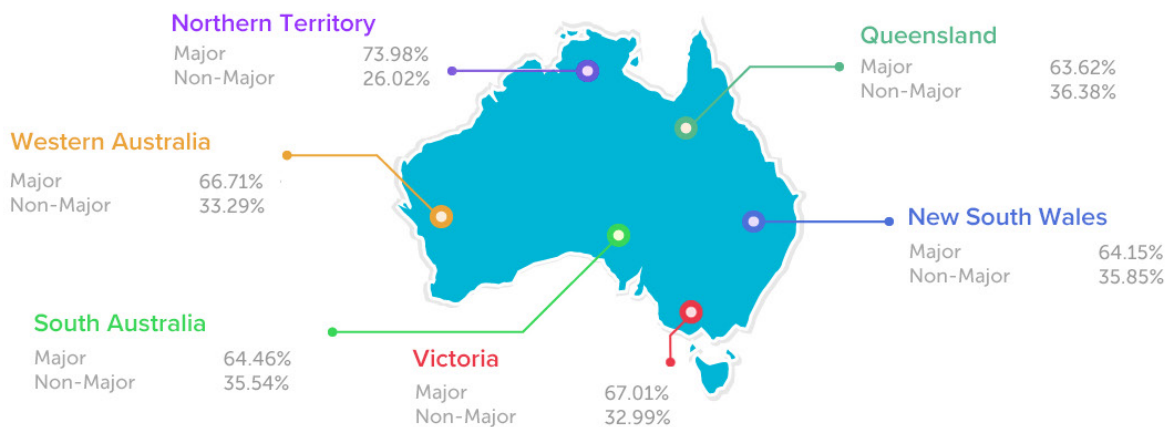 Northern Territory
Major 73.98%
Non-Major 26.02%
Queensland
Major 63.62%
Non-Major 36.38%
Western Australia
Major 66.71%
Non-Major 33.29%
New South Wales
Major 64.15%
Non-Major 35.85%
South Australia
Major 64.46%
Non-Major 35.54%
Victoria
Major 67.01%
Non-Major 32.99%